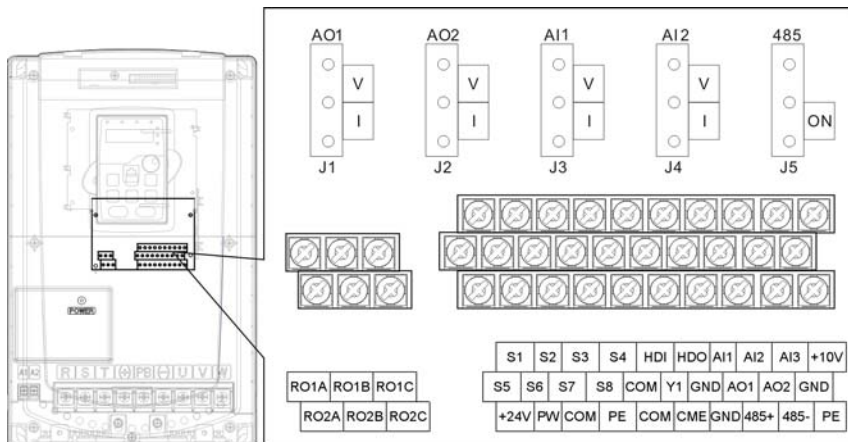 AO1 AO2 AI1 AI2 485
V V V V
I I I I ON
J1 J2 J3 J4 J5
POWER
A1 A2 R S T (+) PB (-) U V W
RO1A RO1B RO1C
RO2A RO2B RO2C
S1 S2 S3 S4 HDI HDO AI1 AI2 AI3 +10V
S5 S6 S7 S8 COM Y1 GND AO1 AO2 GND
+24V PW COM PE COM CME GND 485+ 485- PE